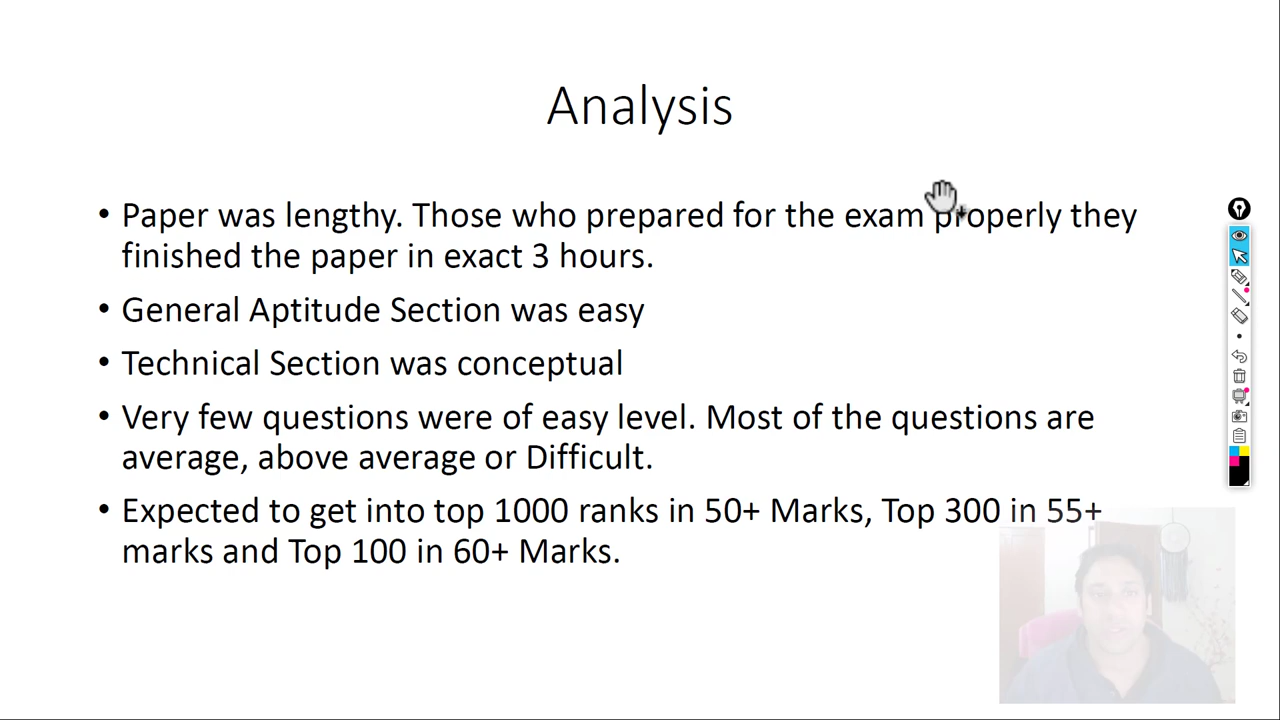 Analysis
• Paper was lengthy. Those who prepared for the exam properly they
finished the paper in exact 3 hours.
• General Aptitude Section was easy
• Technical Section was conceptual
• Very few questions were of easy level. Most of the questions are
average, above average or Difficult.
• Expected to get into top 1000 ranks in 50+ Marks, Top 300 in 55+
marks and Top 100 in 60+ Marks.